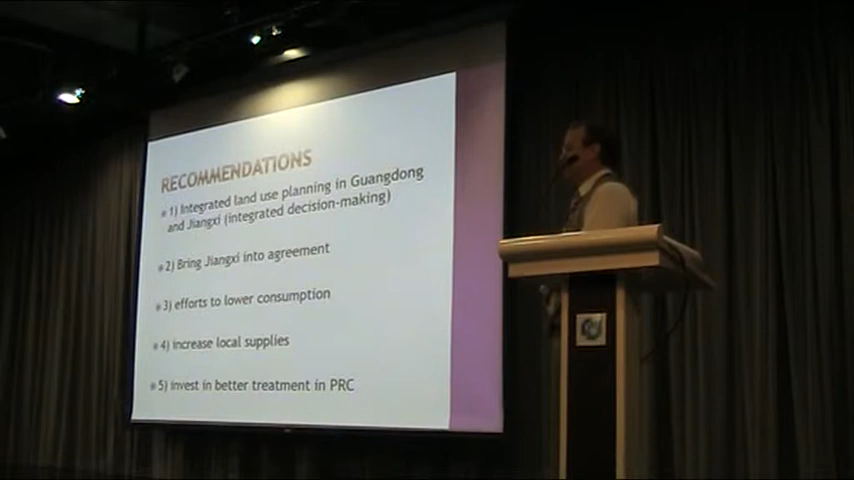 RECOMMENDATIONS
1) Integrated land use planning in Guangdong
and Jiangxi (integrated decision-making)
2) Bring Jiangxi into agreement
3) efforts to lower consumption
4) increase local supplies
5) invest in better treatment in PRC